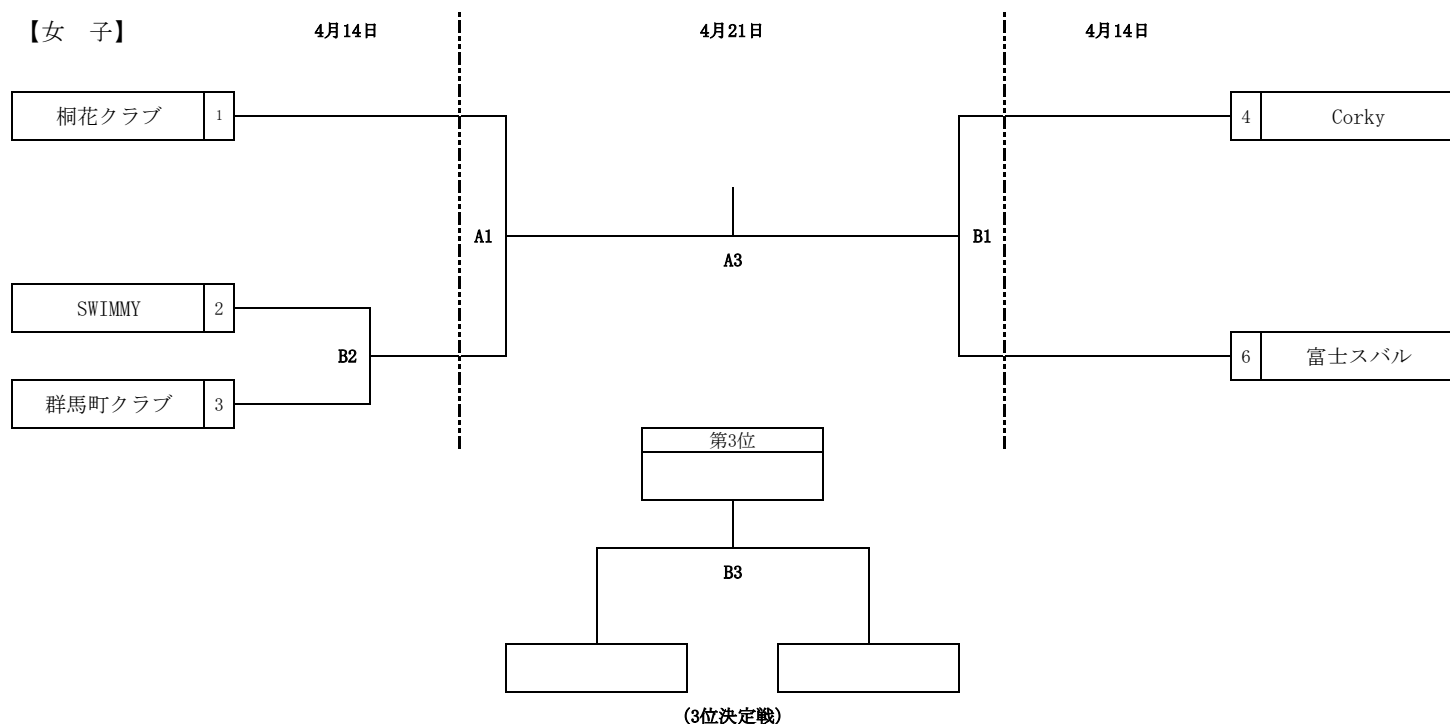 【女　子】
4月14日
4月21日
4月14日
桐花クラブ 1
4 Corky
A1
B1
A3
SWIMMY 2
B2
6 富士スバル
群馬町クラブ 3
第3位
B3
(3位決定戦)